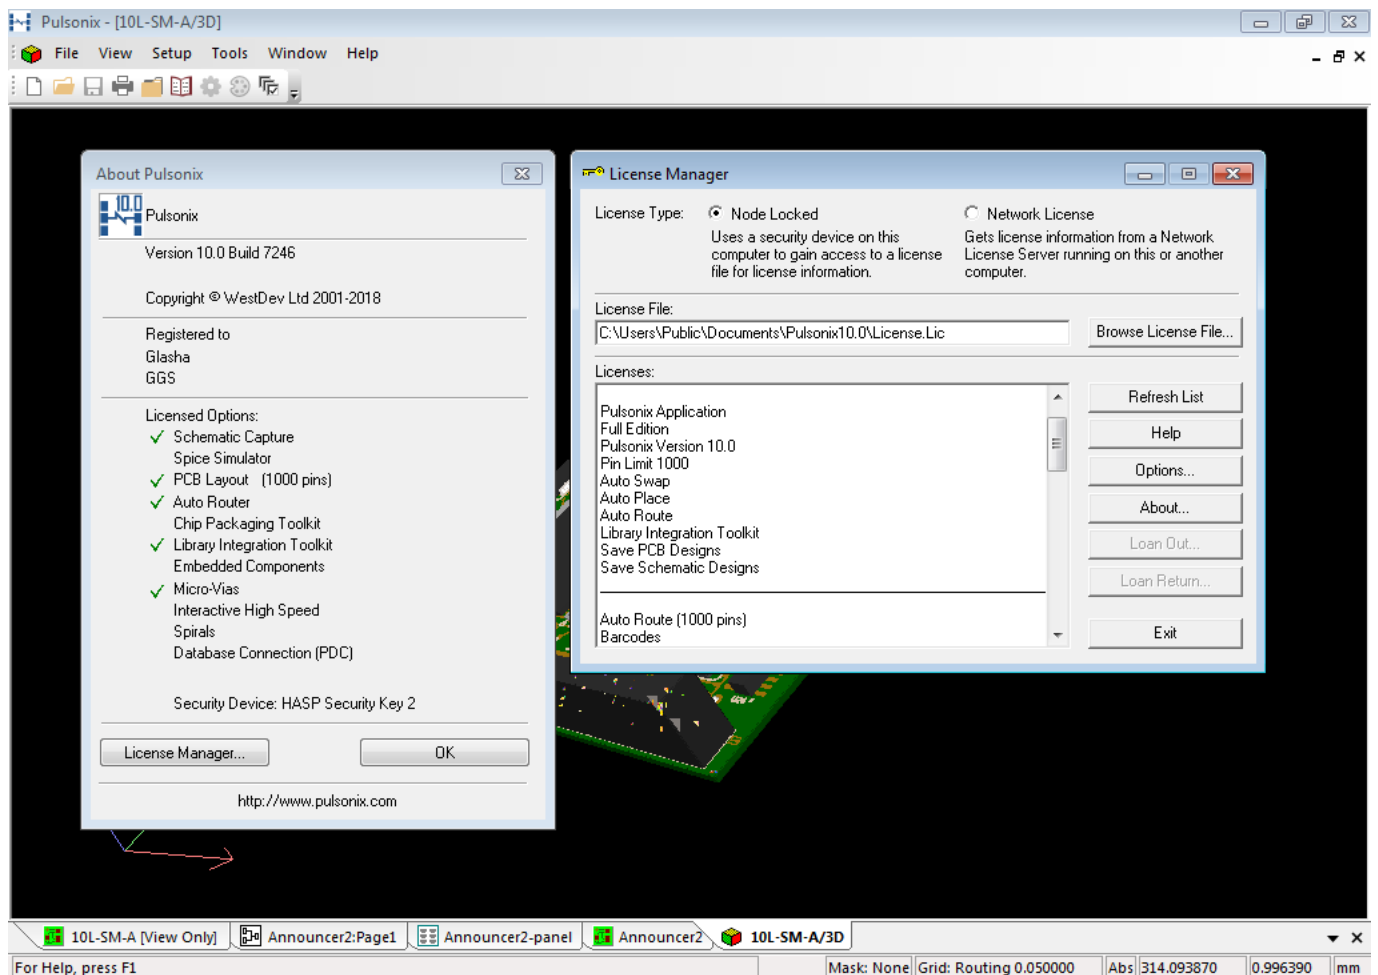 Pulsonix - [10L-SM-A/3D]
File View Setup Tools Window Help
About Pulsonix
10.0
Pulsonix
Version 10.0 Build 7246
Copyright © WestDev Ltd 2001-2018
Registered to
Glasha
GGS
Licensed Options:
Schematic Capture
Spice Simulator
PCB Layout (1000 pins)
Auto Router
Chip Packaging Toolkit
Library Integration Toolkit
Embedded Components
Micro-Vias
Interactive High Speed
Spirals
Database Connection (PDC)
Security Device: HASP Security Key 2
License Manager... OK
http://www.pulsonix.com
License Manager
License Type: Node Locked
Uses a security device on this
computer to gain access to a license
file for license information.
Network License
Gets license information from a Network
License Server running on this or another
computer.
License File:
C:\Users\Public\Documents\Pulsonix10.0\License.Lic
Browse License File...
Licenses:
Pulsonix Application
Full Edition
Pulsonix Version 10.0
Pin Limit 1000
Auto Swap
Auto Place
Auto Route
Library Integration Toolkit
Save PCB Designs
Save Schematic Designs
Auto Route (1000 pins)
Barcodes
Refresh List
Help
Options...
About...
Loan Out...
Loan Return...
Exit
10L-SM-A [View Only] Announcer2:Page1 Announcer2-panel Announcer2 10L-SM-A/3D
For Help, press F1 Mask: None Grid: Routing 0.050000 Abs 314.093870 0.996390 mm